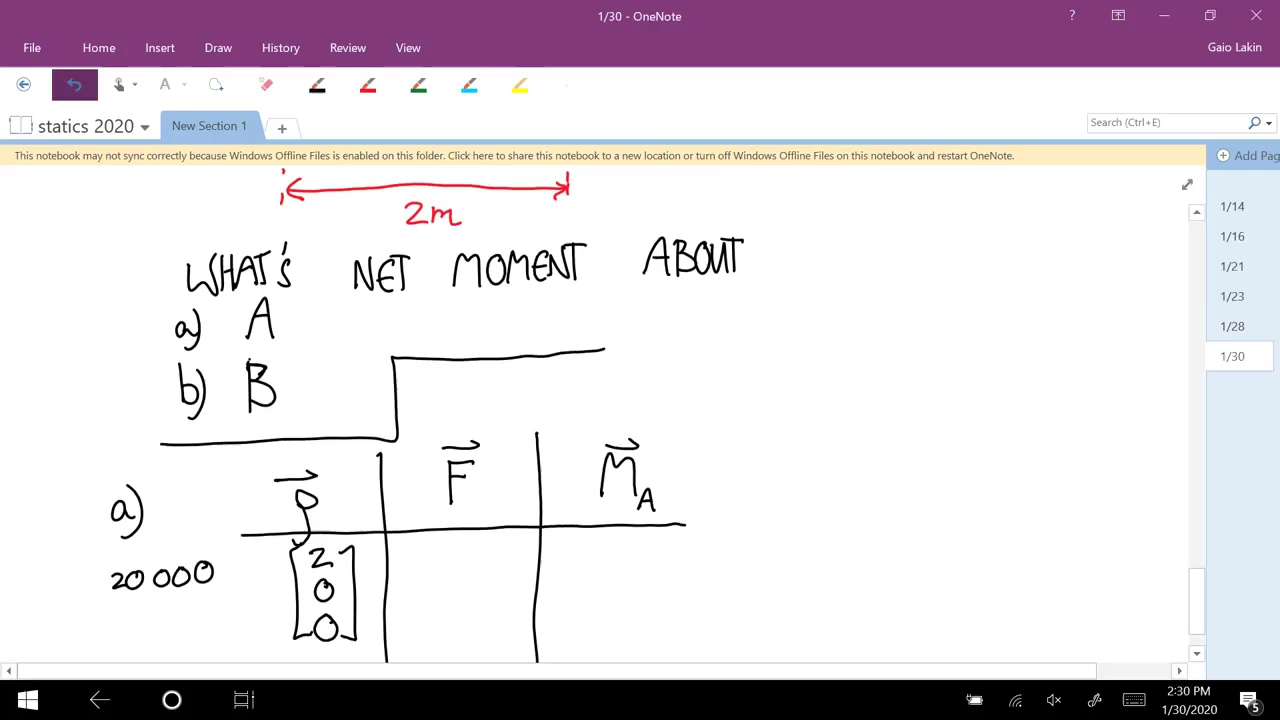 1/30 - OneNote
?
File Home Insert Draw History Review View Gaio Lakin
A
statics 2020 New Section 1 + Search (Ctrl+E)
This notebook may not sync correctly because Windows Offline Files is enabled on this folder. Click here to share this notebook to a new location or turn off Windows Offline Files on this notebook and restart OneNote.
Add Pag
1/14
1/16
1/21
1/23
1/28
1/30
2m
WHAT'S NET MOMENT ABOUT
a) A
b) B
a) F M A
20 000 2
0
0
2:30 PM
1/30/2020
5